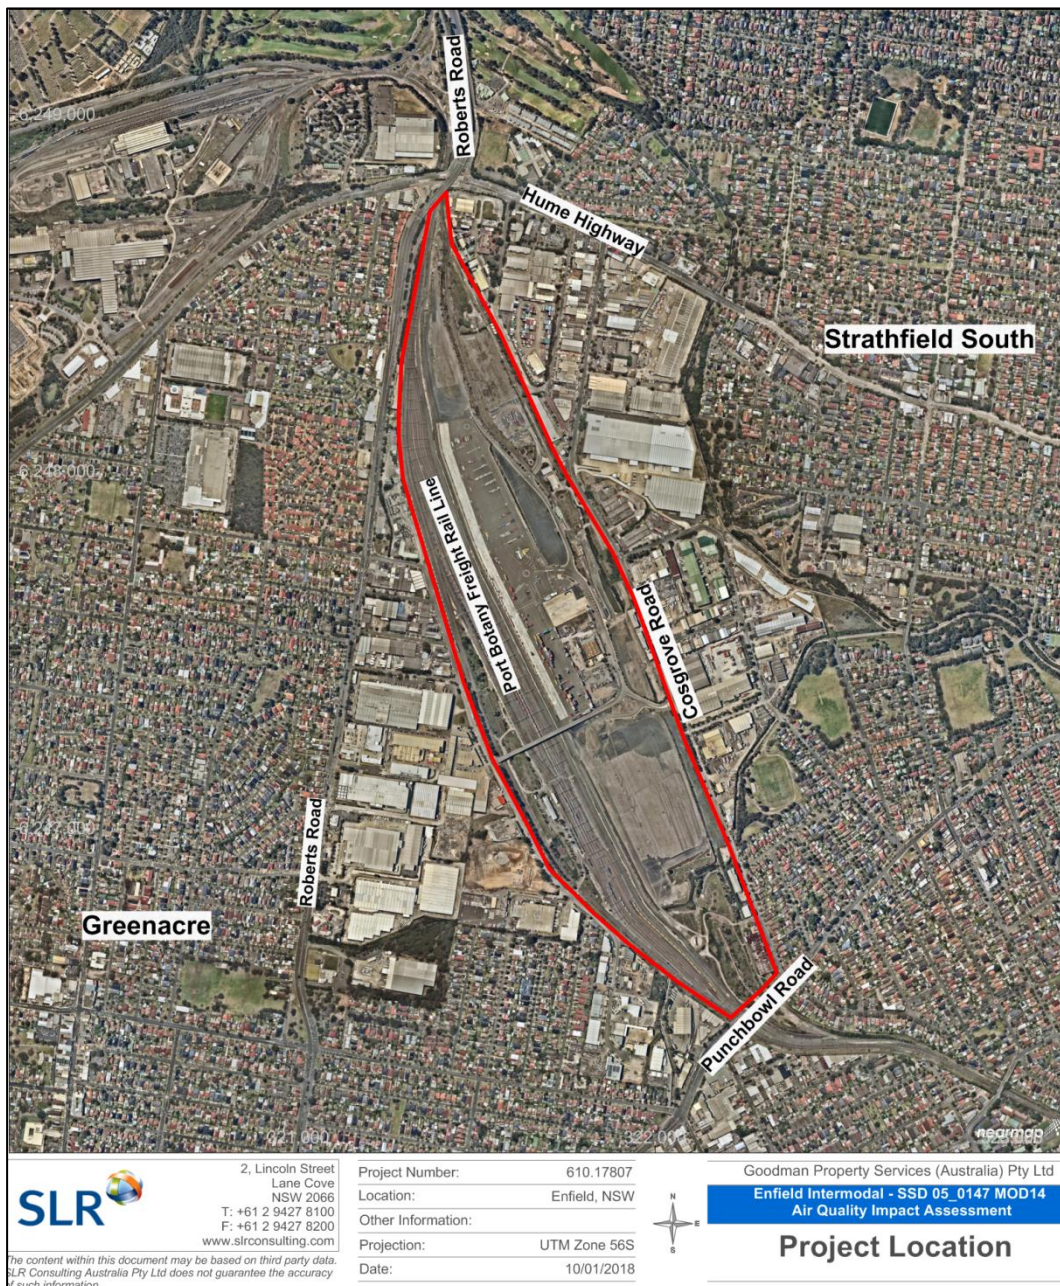 Roberts Road
6,249,000
Hume Highway
Strathfield South
6,248,000
Port Botany Freight Rail Line
Cosgrove Road
6,247,000
Roberts Road
Greenacre
Punchbowl Road
321,000
322,000
nearmap
SLR
2, Lincoln Street
Lane Cove
NSW 2066
T: +61 2 9427 8100
F: +61 2 9427 8200
www.slrconsulting.com
The content within this document may be based on third party data.
SLR Consulting Australia Pty Ltd does not guarantee the accuracy
of such information.
Project Number: 610.17807
Location: Enfield, NSW
Other Information:
Projection: UTM Zone 56S
Date: 10/01/2018
N
E
S
Goodman Property Services (Australia) Pty Ltd
Enfield Intermodal - SSD 05_0147 MOD14
Air Quality Impact Assessment
Project Location